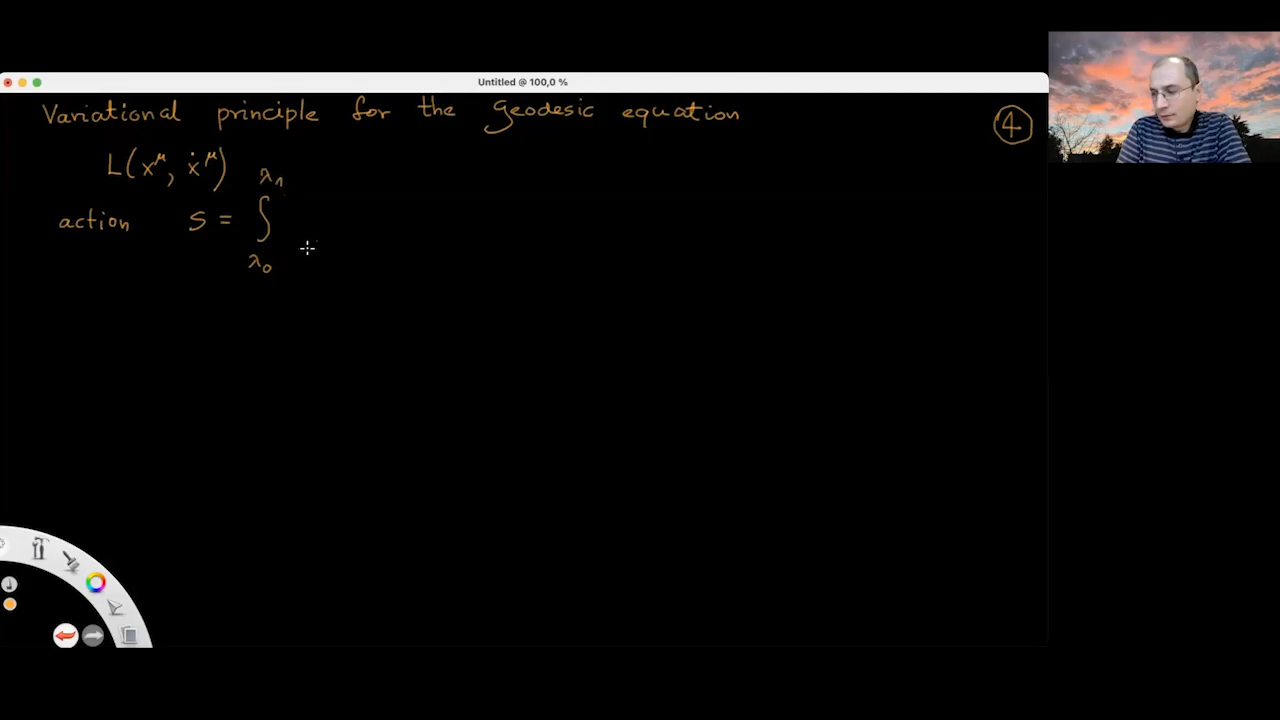 Untitled @ 100,0 %
Variational principle for the geodesic equation
④
L(x^μ, ẋ^μ)
action S = ∫_{λ₀}^{λ₁}